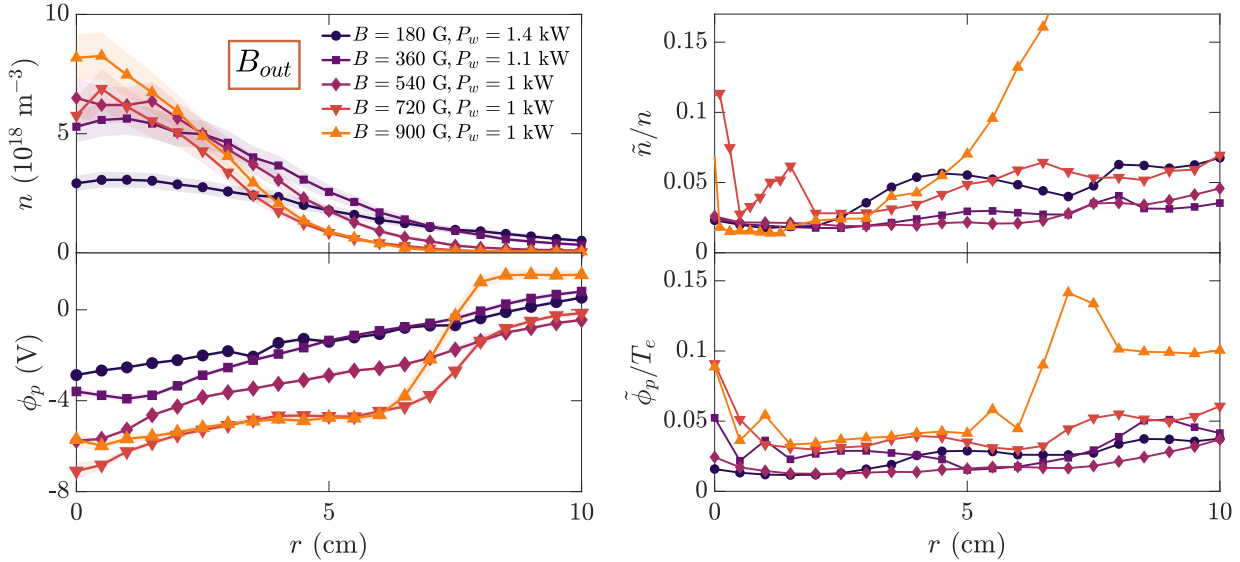 10
5
0
n (10^18 m^-3)
B_out
B = 180 G, P_w = 1.4 kW
B = 360 G, P_w = 1.1 kW
B = 540 G, P_w = 1 kW
B = 720 G, P_w = 1 kW
B = 900 G, P_w = 1 kW
0
-4
-8
ϕ_p (V)
0 5 10
r (cm)
0.15
0.1
0.05
0
ñ/n
0.15
0.1
0.05
0
ϕ̃_p/T_e
0 5 10
r (cm)